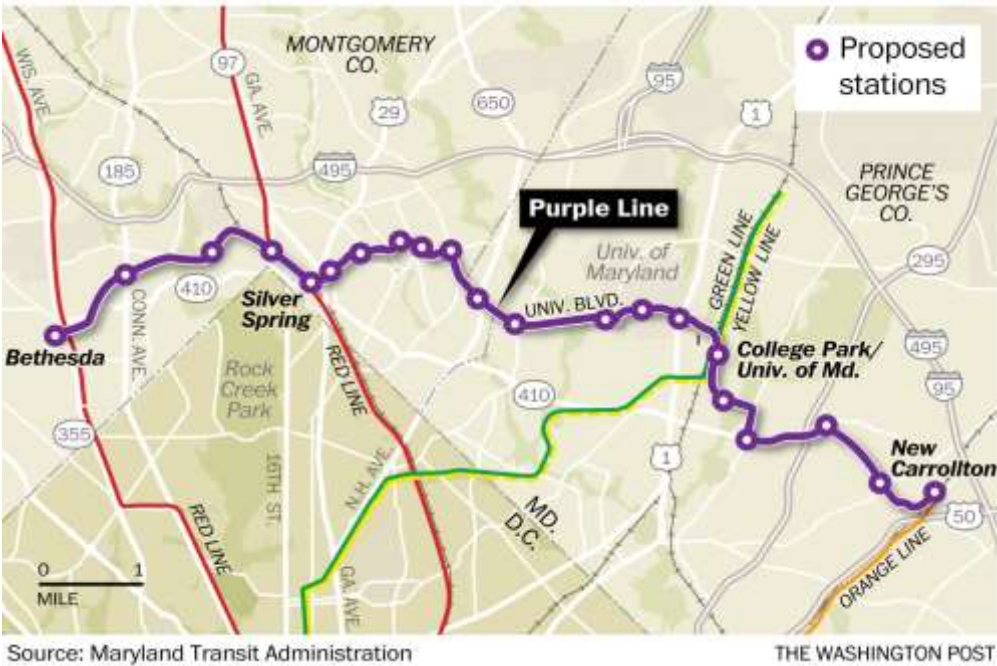 MONTGOMERY
CO.
Proposed
stations
WIS. AVE.
97
GA. AVE.
29
650
95
1
185
495
PRINCE
GEORGE'S
CO.
Purple Line
Univ. of
Maryland
GREEN LINE
YELLOW LINE
295
410
CONN. AVE.
Silver
Spring
UNIV. BLVD.
Bethesda
Rock
Creek
Park
RED LINE
College Park/
Univ. of Md.
495
95
410
355
16TH ST.
N.H. AVE.
1
New
Carrollton
50
RED LINE
MD.
D.C.
GA. AVE.
ORANGE LINE
0 1
MILE
Source: Maryland Transit Administration
THE WASHINGTON POST